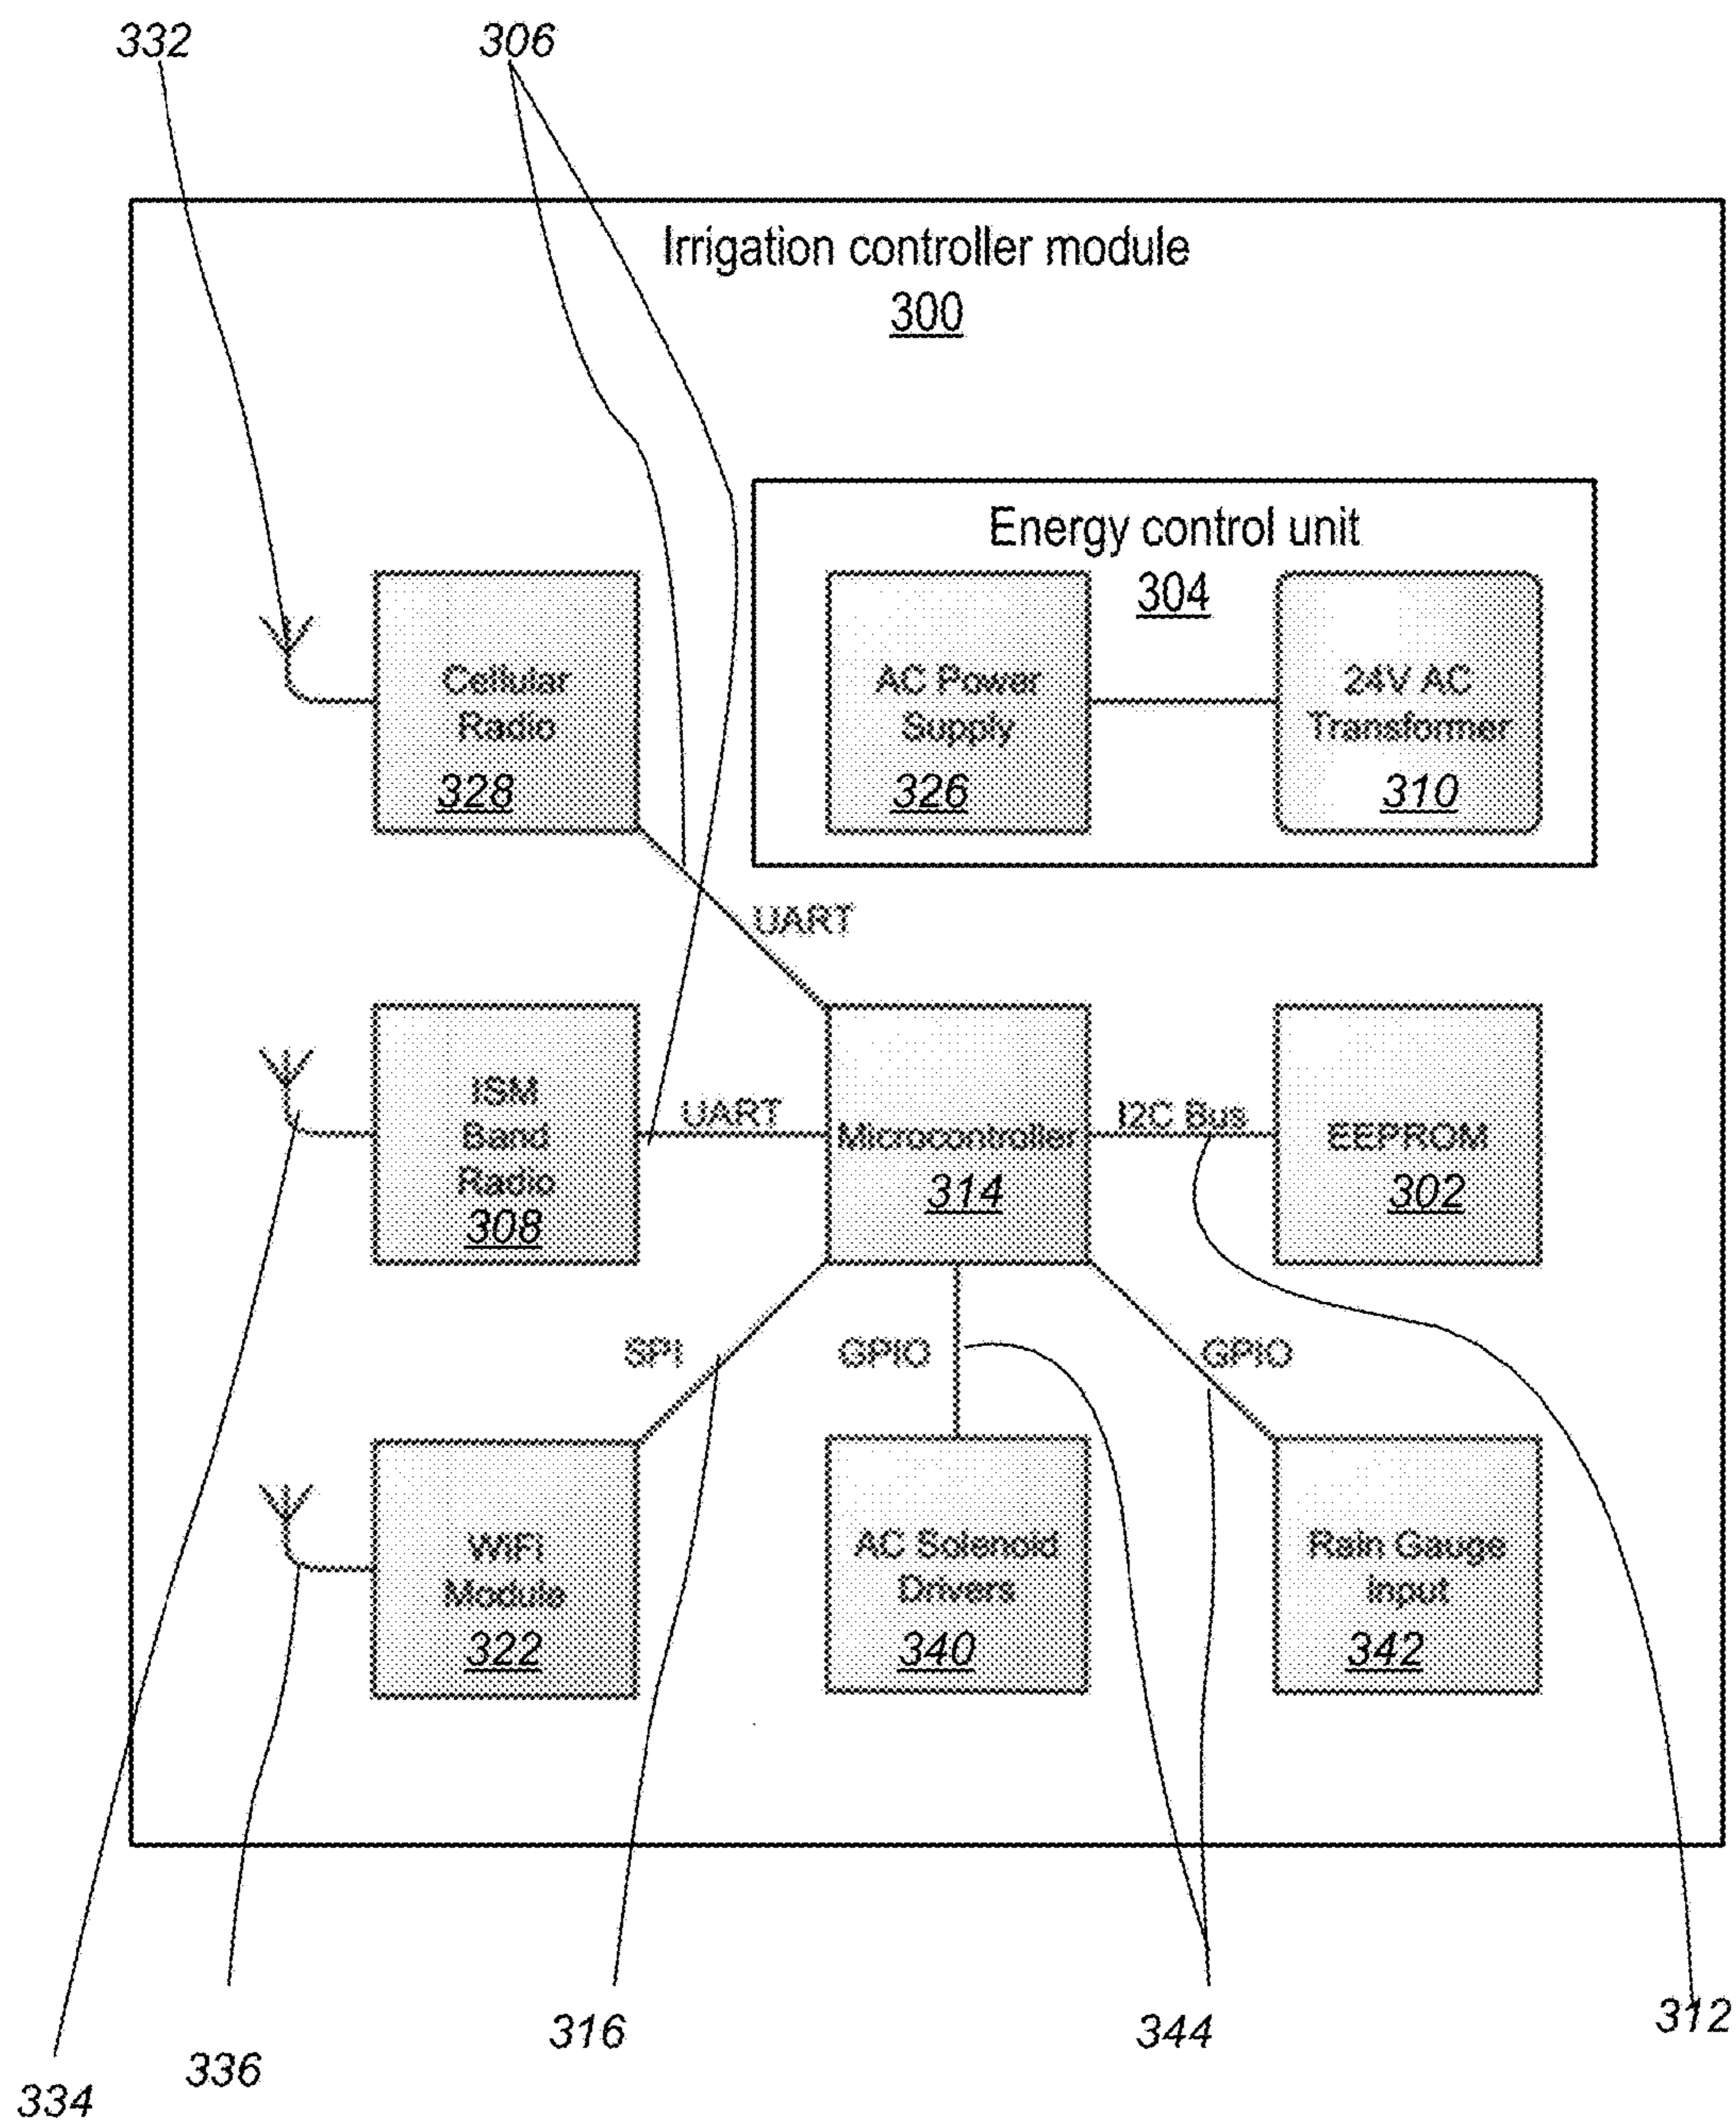 332
306
Irrigation controller module
300
Energy control unit
304
Cellular
Radio
328
AC Power
Supply
326
24V AC
Transformer
310
UART
ISM
Band
Radio
308
UART
Microcontroller
314
I2C Bus
EEPROM
302
SPI
GPIO
GPIO
WiFi
Module
322
AC Solenoid
Drivers
340
Rain Gauge
Input
342
334
336
316
344
312